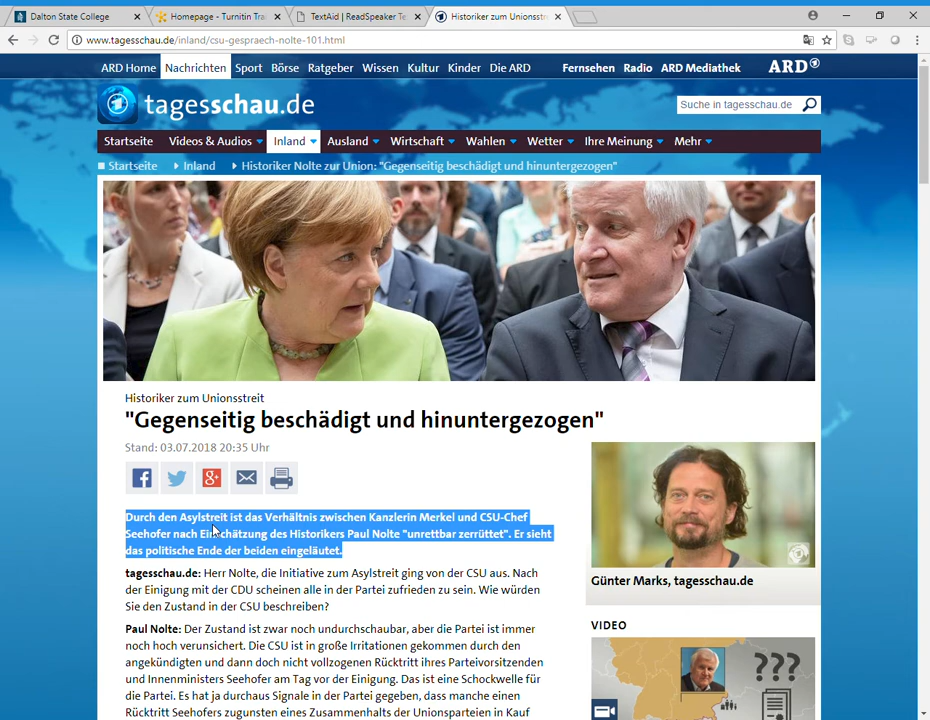 Dalton State College
Homepage - Turnitin Tra
TextAid | ReadSpeaker Te
Historiker zum Unionsstr
www.tagesschau.de/inland/csu-gespraech-nolte-101.html
ARD Home Nachrichten Sport Börse Ratgeber Wissen Kultur Kinder Die ARD Fernsehen Radio ARD Mediathek ARD
tagesschau.de
Suche in tagesschau.de
Startseite Videos & Audios Inland Ausland Wirtschaft Wahlen Wetter Ihre Meinung Mehr
Startseite Inland Historiker Nolte zur Union: "Gegenseitig beschädigt und hinuntergezogen"
Historiker zum Unionsstreit
"Gegenseitig beschädigt und hinuntergezogen"
Stand: 03.07.2018 20:35 Uhr
Durch den Asylstreit ist das Verhältnis zwischen Kanzlerin Merkel und CSU-Chef
Seehofer nach Einschätzung des Historikers Paul Nolte "unrettbar zerrüttet". Er sieht
das politische Ende der beiden eingeläutet.
tagesschau.de: Herr Nolte, die Initiative zum Asylstreit ging von der CSU aus. Nach
der Einigung mit der CDU scheinen alle in der Partei zufrieden zu sein. Wie würden
Sie den Zustand in der CSU beschreiben?
Paul Nolte: Der Zustand ist zwar noch undurchschaubar, aber die Partei ist immer
noch hoch verunsichert. Die CSU ist in große Irritationen gekommen durch den
angekündigten und dann doch nicht vollzogenen Rücktritt ihres Parteivorsitzenden
und Innenministers Seehofer am Tag vor der Einigung. Das ist eine Schockwelle für
die Partei. Es hat ja durchaus Signale in der Partei gegeben, dass manche einen
Rücktritt Seehofers zugunsten eines Zusammenhalts der Unionsparteien in Kauf
Günter Marks, tagesschau.de
VIDEO
???